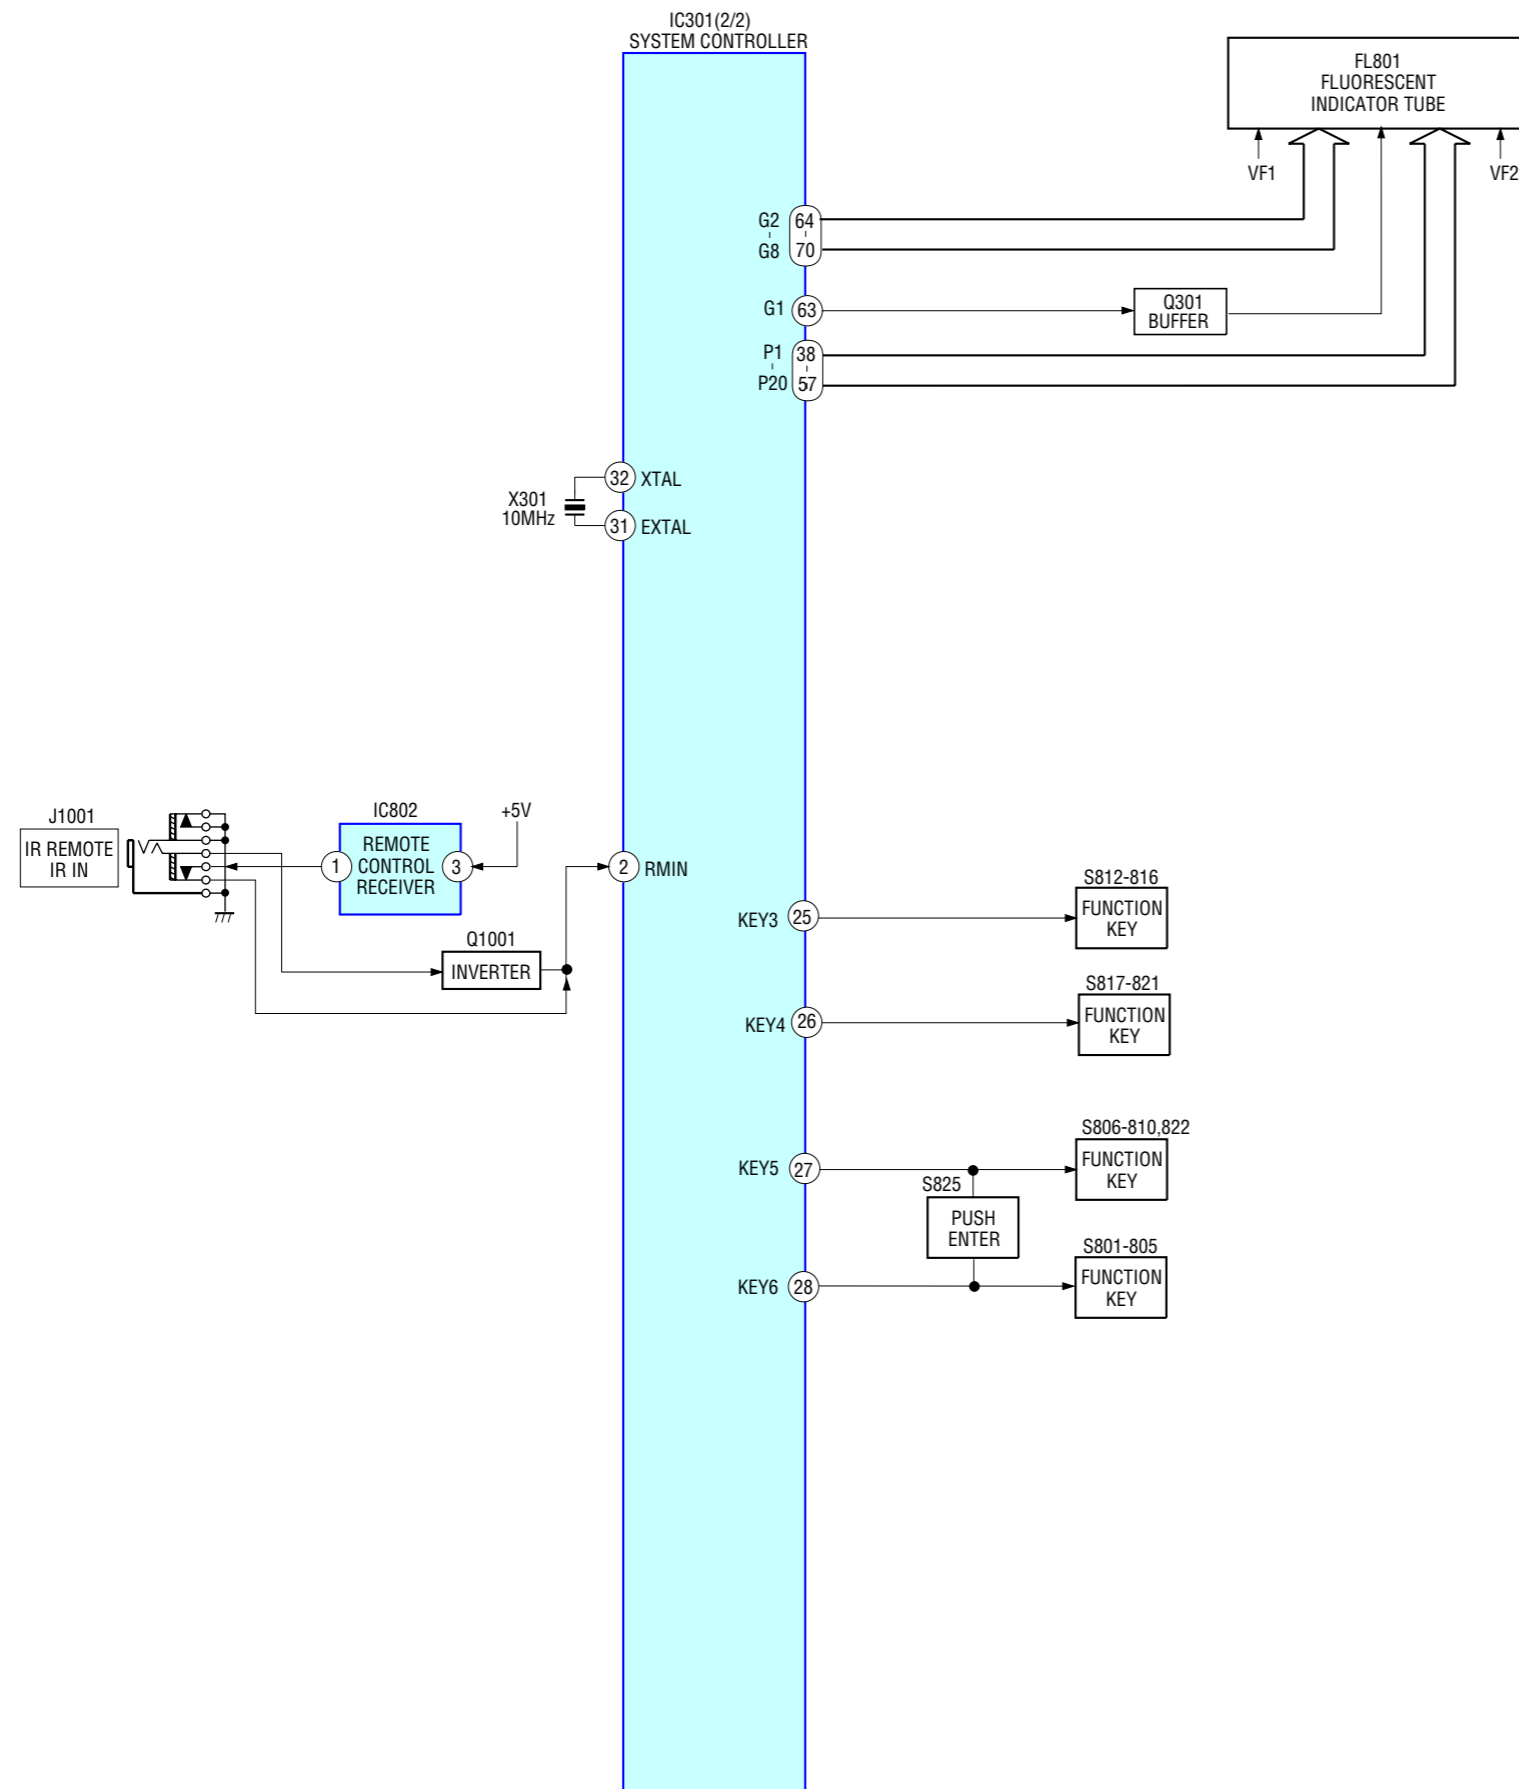 IC301(2/2)
SYSTEM CONTROLLER
FL801
FLUORESCENT
INDICATOR TUBE
VF1
VF2
G2 64
-
G8 70
G1 63
Q301
BUFFER
P1 38
-
P20 57
32 XTAL
X301
10MHz
31 EXTAL
J1001
IR REMOTE
IR IN
IC802
REMOTE
CONTROL
RECEIVER
1
3
+5V
2 RMIN
Q1001
INVERTER
KEY3 25
S812-816
FUNCTION
KEY
KEY4 26
S817-821
FUNCTION
KEY
KEY5 27
S806-810,822
FUNCTION
KEY
S825
PUSH
ENTER
KEY6 28
S801-805
FUNCTION
KEY